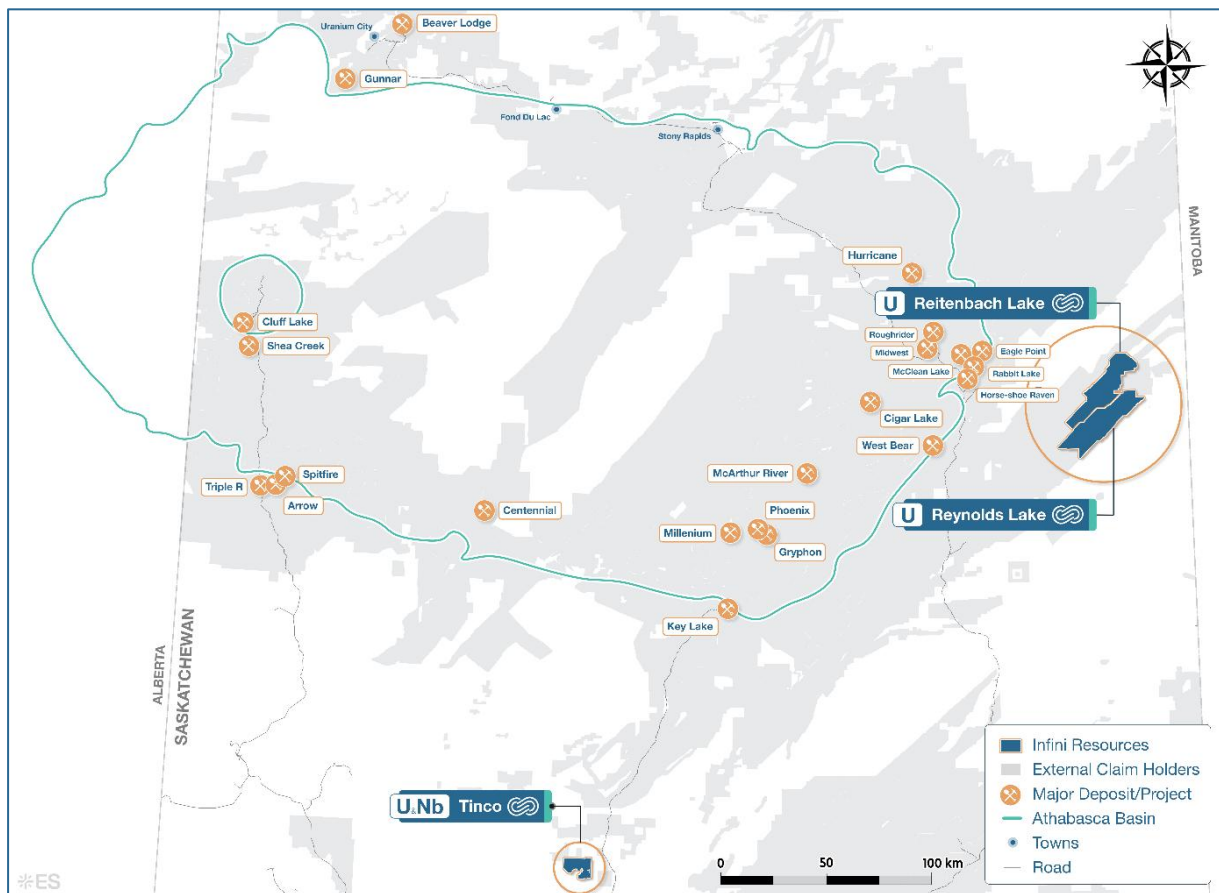 Uranium City
Beaver Lodge
Gunnar
Fond Du Lac
Stony Rapids
MANITOBA
Hurricane
U Reitenbach Lake
Cluff Lake
Shea Creek
Roughrider
Midwest
Eagle Point
McClean Lake
Rabbit Lake
Horse-shoe Raven
Cigar Lake
West Bear
Spitfire
Triple R
Arrow
McArthur River
Centennial
Phoenix
Millenium
Gryphon
U Reynolds Lake
Key Lake
ALBERTA
SASKATCHEWAN
U&Nb Tinco
Infini Resources
External Claim Holders
Major Deposit/Project
Athabasca Basin
Towns
Road
0 50 100 km
ES